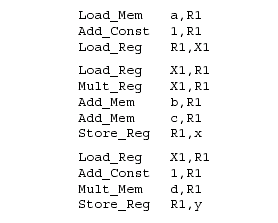 Load_Mem a,R1
Add_Const 1,R1
Load_Reg R1,X1
Load_Reg X1,R1
Mult_Reg X1,R1
Add_Mem b,R1
Add_Mem c,R1
Store_Reg R1,x
Load_Reg X1,R1
Add_Const 1,R1
Mult_Mem d,R1
Store_Reg R1,y